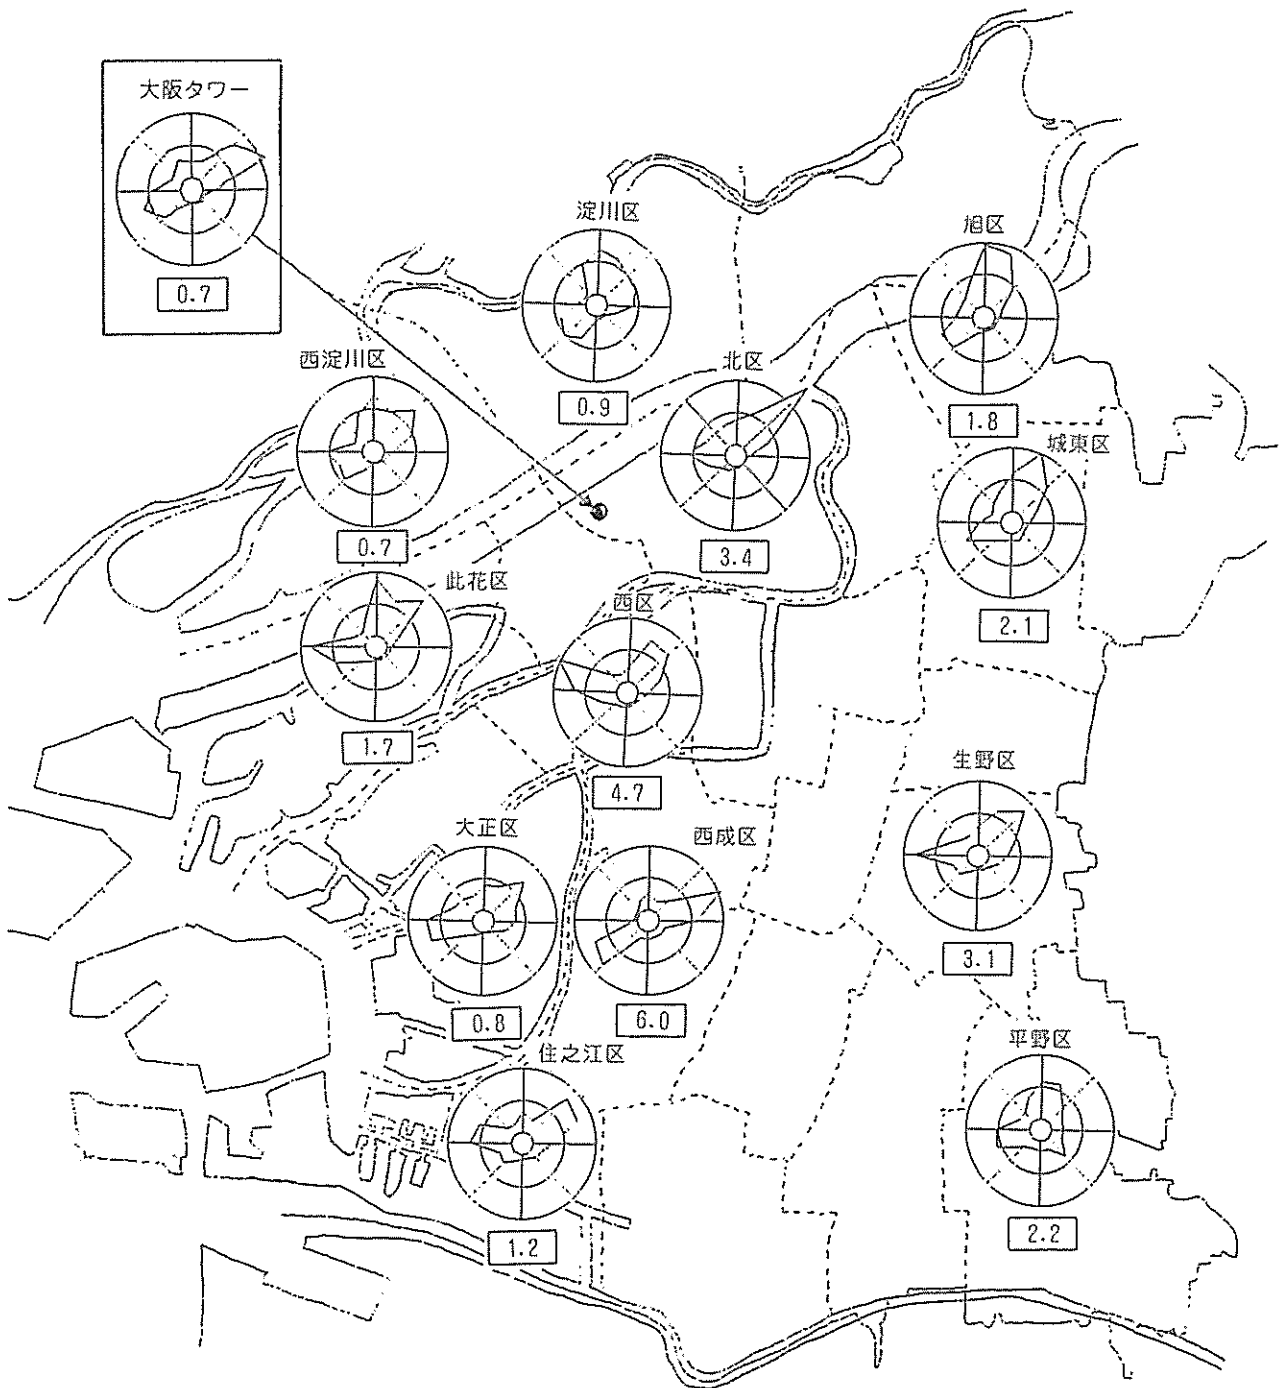 大阪タワー
0.7
淀川区
0.9
旭区
1.8
西淀川区
0.7
北区
3.4
城東区
2.1
此花区
1.7
西区
4.7
生野区
3.1
大正区
0.8
西成区
6.0
住之江区
1.2
平野区
2.2